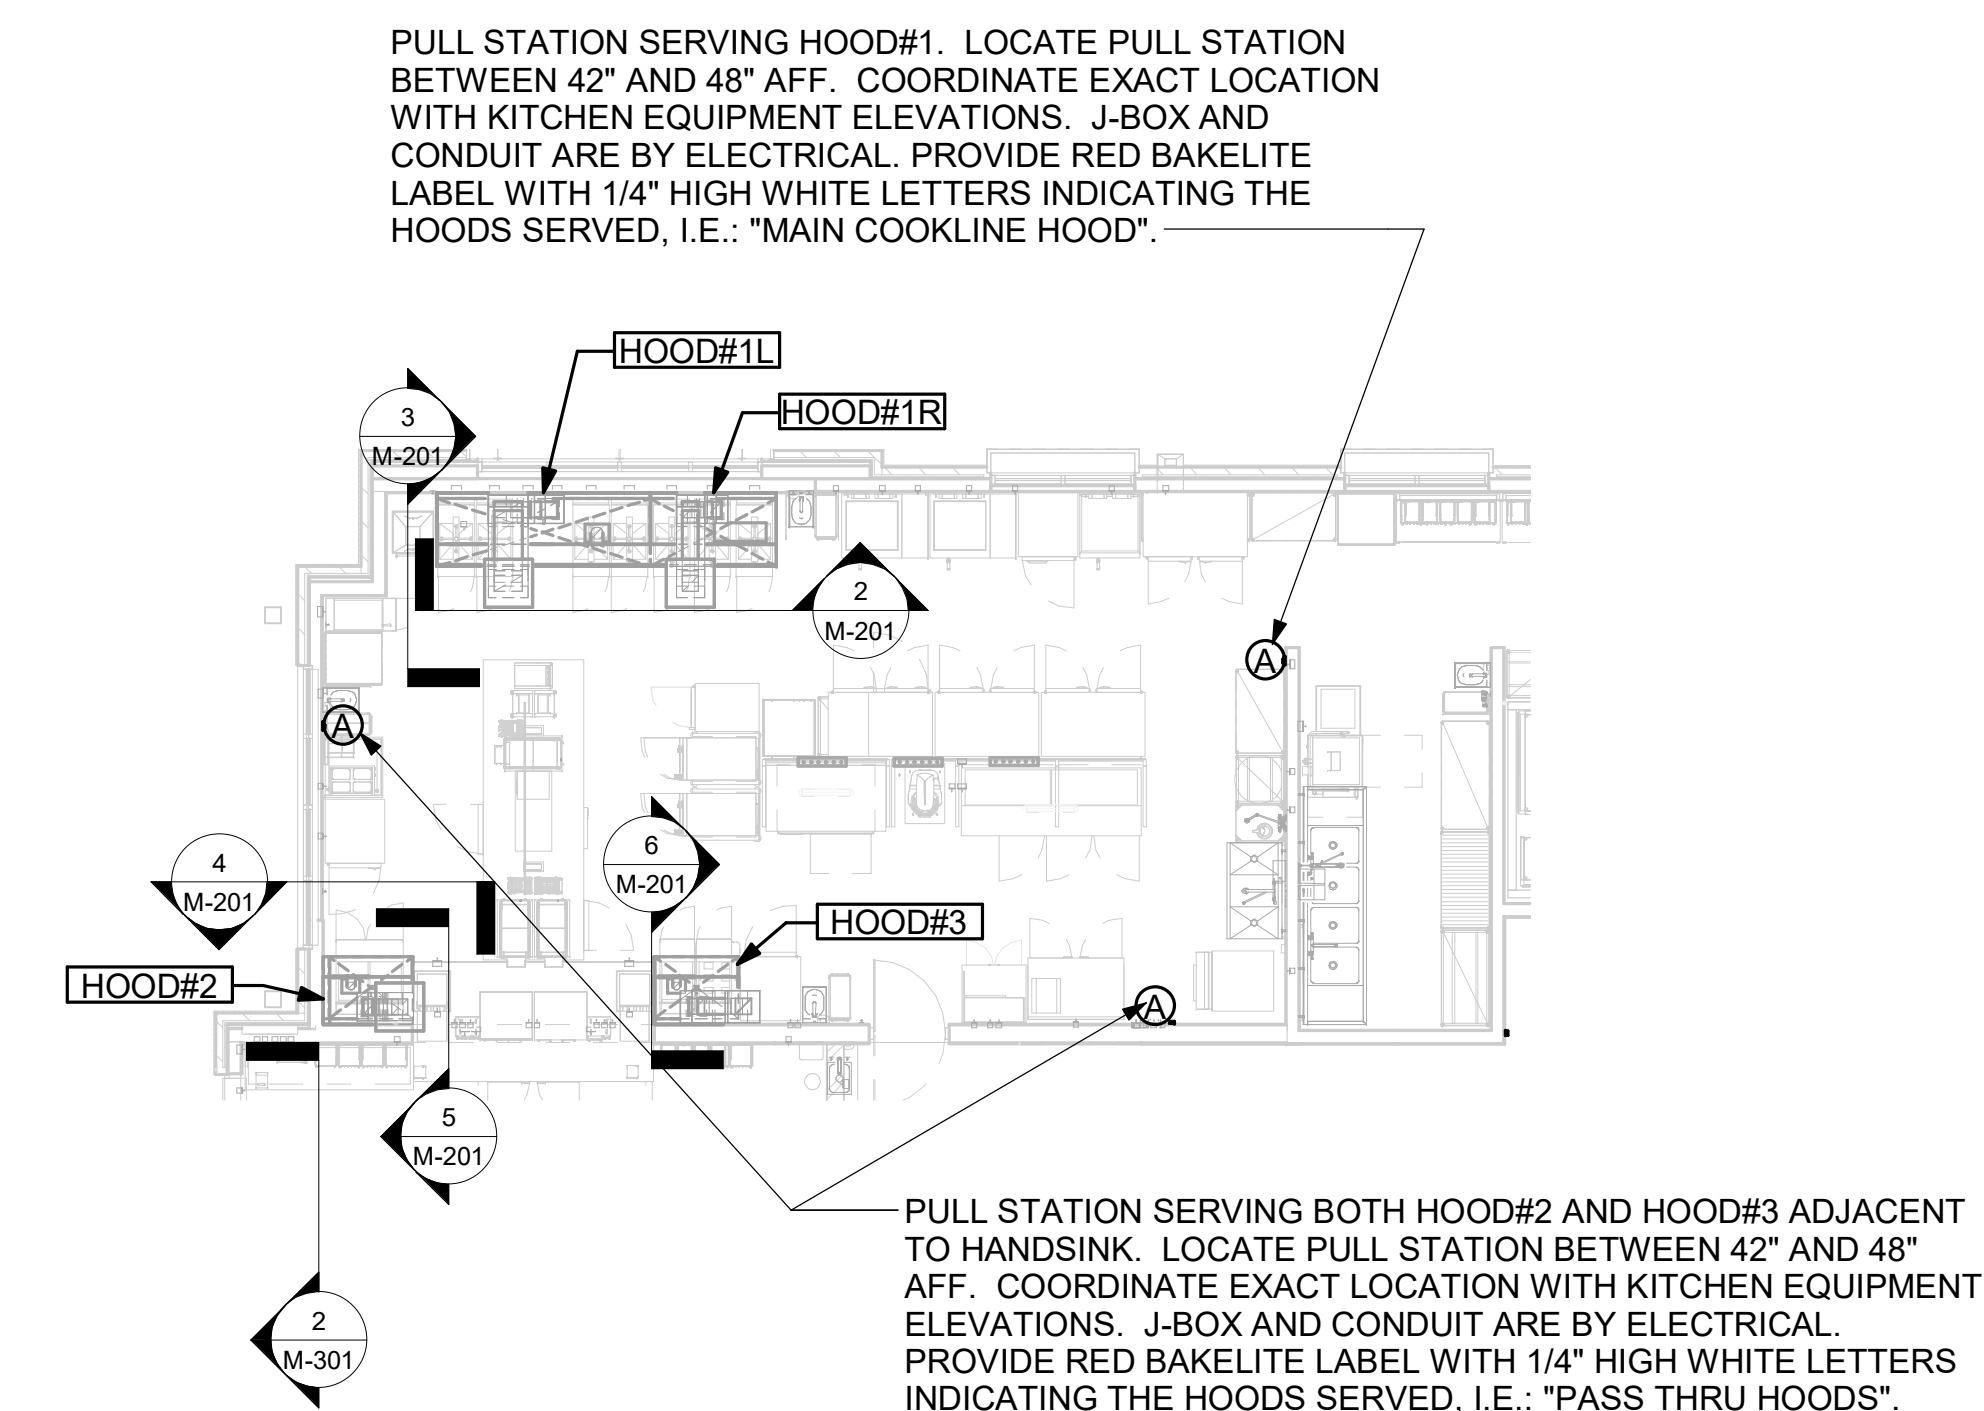 PULL STATION SERVING HOOD#1.  LOCATE PULL STATION
BETWEEN 42" AND 48" AFF.  COORDINATE EXACT LOCATION
WITH KITCHEN EQUIPMENT ELEVATIONS.  J-BOX AND
CONDUIT ARE BY ELECTRICAL. PROVIDE RED BAKELITE
LABEL WITH 1/4" HIGH WHITE LETTERS INDICATING THE
HOODS SERVED, I.E.: "MAIN COOKLINE HOOD".
HOOD#1L
HOOD#1R
3
M-201
2
M-201
A
A
6
M-201
4
M-201
HOOD#3
HOOD#2
A
5
M-201
PULL STATION SERVING BOTH HOOD#2 AND HOOD#3 ADJACENT
TO HANDSINK.  LOCATE PULL STATION BETWEEN 42" AND 48"
AFF.  COORDINATE EXACT LOCATION WITH KITCHEN EQUIPMENT
ELEVATIONS.  J-BOX AND CONDUIT ARE BY ELECTRICAL.
PROVIDE RED BAKELITE LABEL WITH 1/4" HIGH WHITE LETTERS
INDICATING THE HOODS SERVED, I.E.: "PASS THRU HOODS".
2
M-301